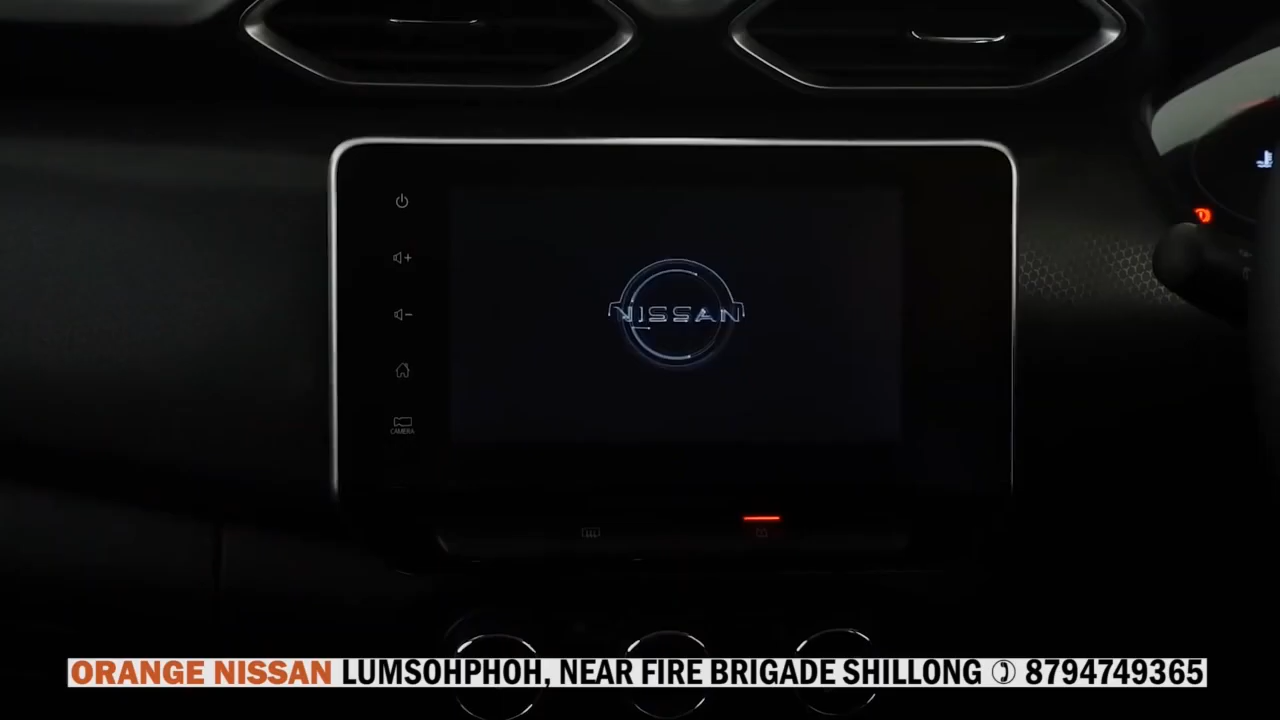 NISSAN
CAMERA
ORANGE NISSAN LUMSOHPHOH, NEAR FIRE BRIGADE SHILLONG ✆ 8794749365